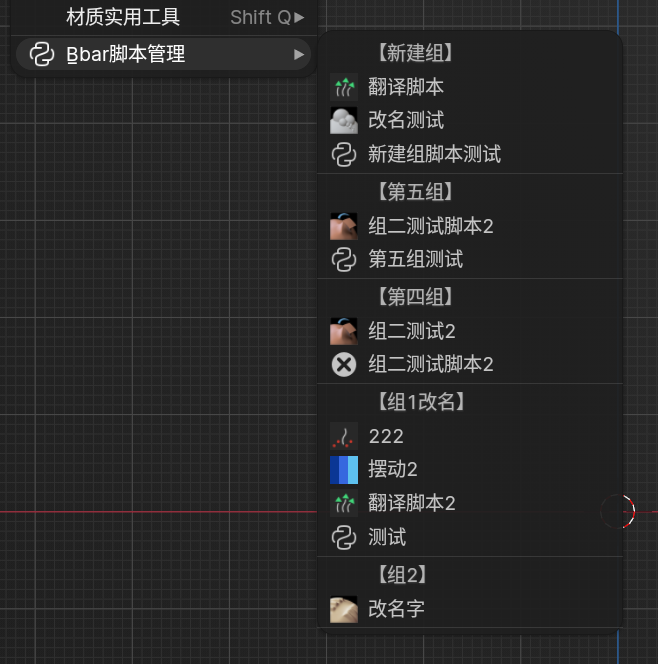 材质实用工具 Shift Q
Bbar脚本管理
【新建组】
翻译脚本
改名测试
新建组脚本测试
【第五组】
组二测试脚本2
第五组测试
【第四组】
组二测试2
组二测试脚本2
【组1改名】
222
摆动2
翻译脚本2
测试
【组2】
改名字